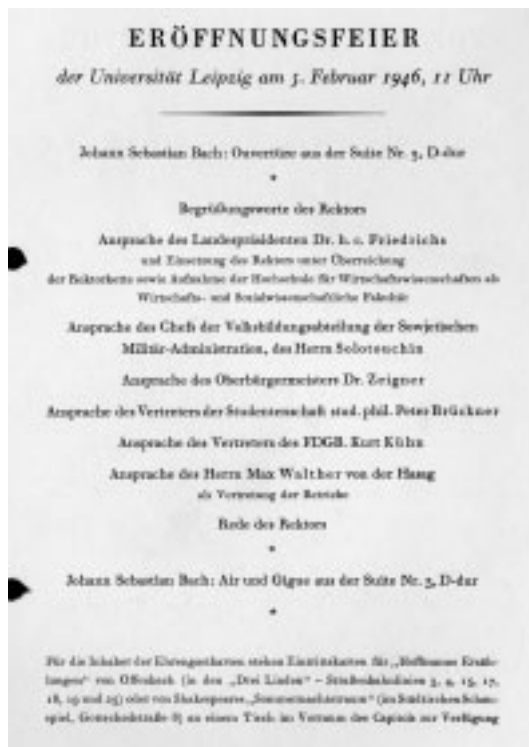 ERÖFFNUNGSFEIER
der Universität Leipzig am 5. Februar 1946, 11 Uhr
Johann Sebastian Bach: Ouvertüre aus der Suite Nr. 3, D-dur
*
Begrüßungsworte des Rektors
Ansprache des Landespräsidenten Dr. h. c. Friedrichs
und Einsetzung des Rektors unter Überreichung
der Rektorkette sowie Aufnahme der Hochschule für Wirtschaftswissenschaften als
Wirtschafts- und Sozialwissenschaftliche Fakultät
Ansprache des Chefs der Volksbildungsabteilung der Sowjetischen
Militär-Administration, des Herrn Solotouchin
Ansprache des Oberbürgermeisters Dr. Zeigner
Ansprache des Vertreters der Studentenschaft stud. phil. Peter Brückner
Ansprache des Vertreters des FDGB. Kurt Kühn
Ansprache des Herrn Max Walther von der Hasag
als Vertretung der Betriebe
Rede des Rektors
*
Johann Sebastian Bach: Air und Gigue aus der Suite Nr. 3, D-dur
*
Für die Inhaber der Ehrengastkarten stehen Eintrittskarten für „Hoffmanns Erzäh-
lungen“ von Offenbach (in den „Drei Linden“ – Straßenbahnlinien 3, 4, 15, 17,
18, 19 und 25) oder von Shakespeares „Sommernachtstraum“ (im Städtischen Schau-
spiel, Gottschedstraße 8) an einem Tisch im Vorraum des Capitols zur Verfügung